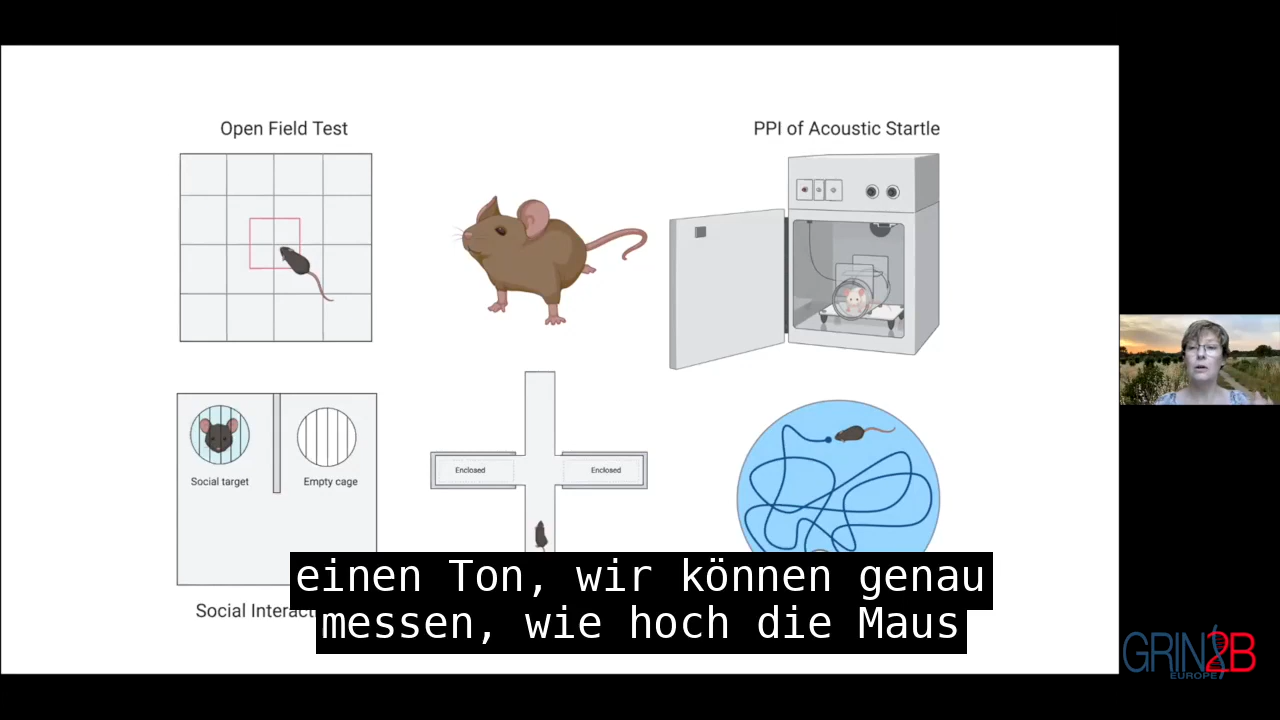 Open Field Test
PPI of Acoustic Startle
Social target
Empty cage
Enclosed
Enclosed
Social
einen Ton, wir können genau
messen, wie hoch die Maus
GRIN2B
EUROPE